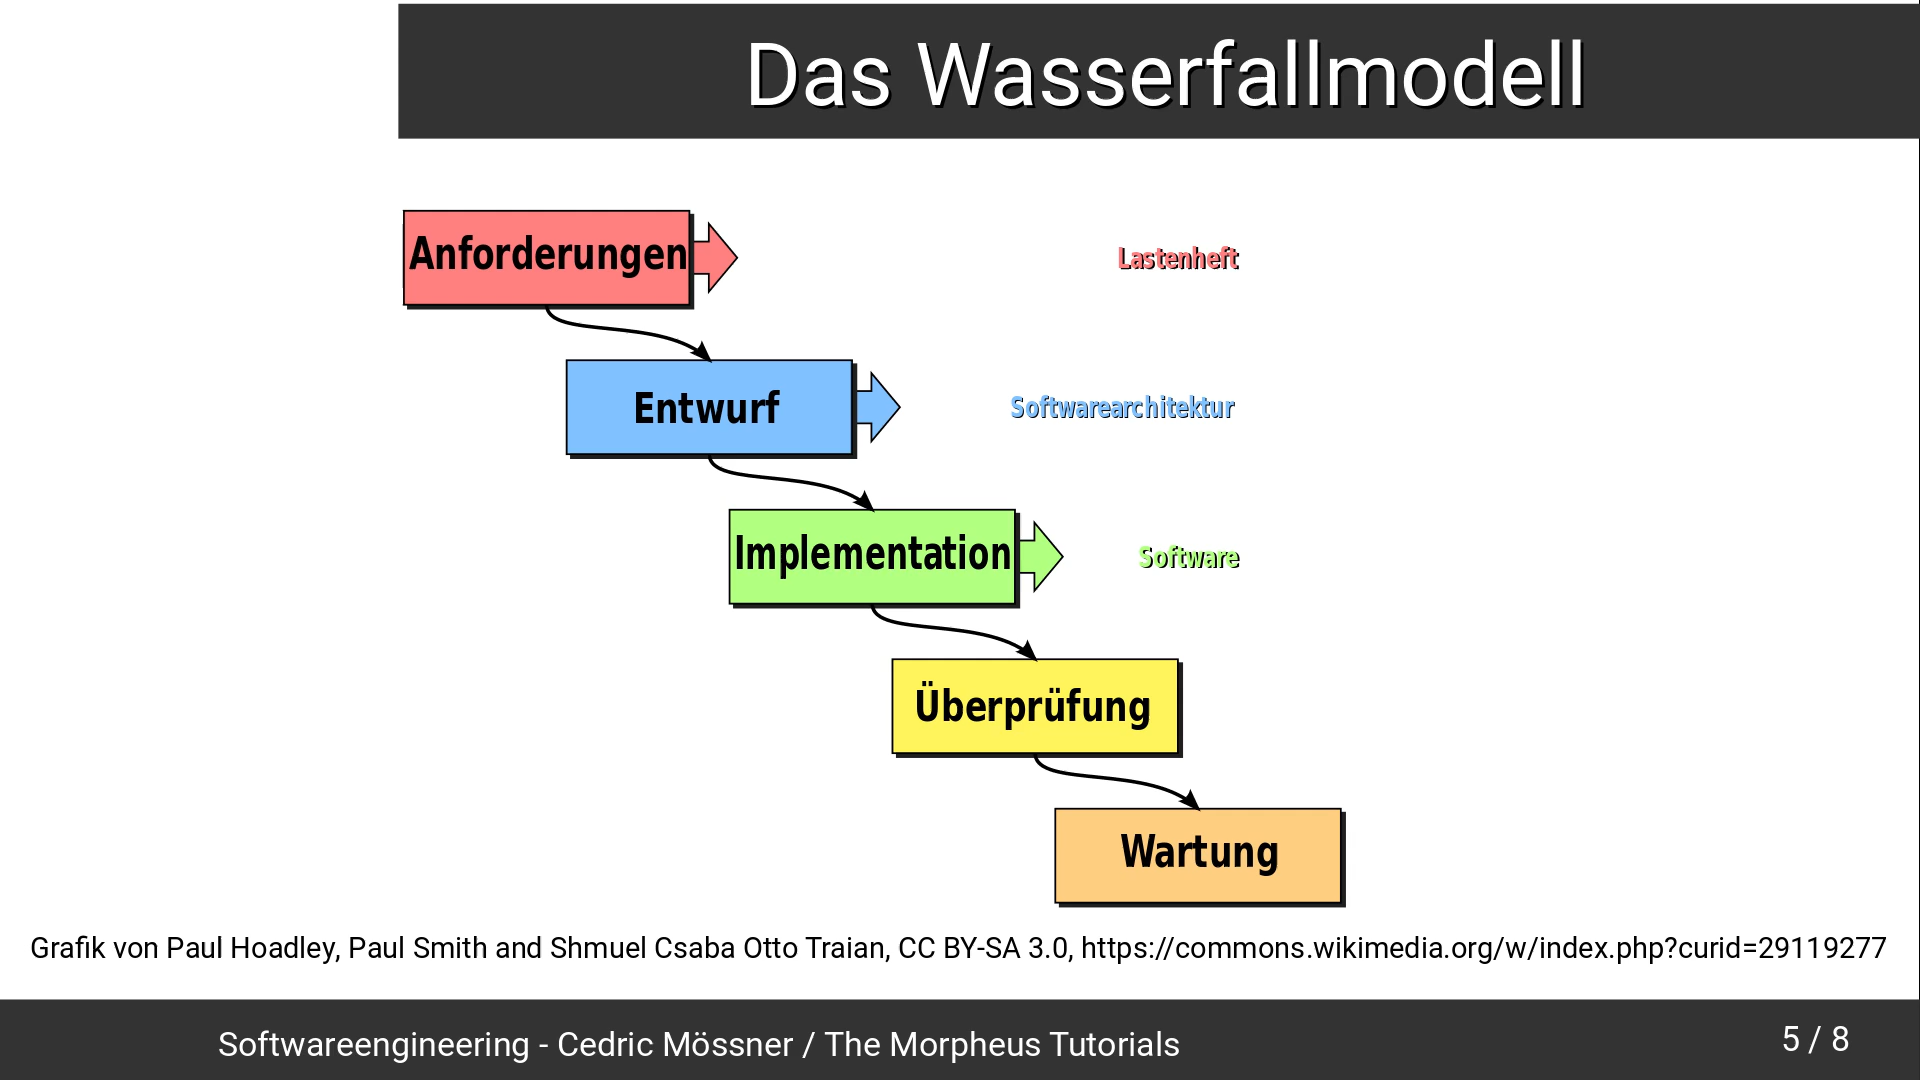 Das Wasserfallmodell
Anforderungen
Lastenheft
Entwurf
Softwarearchitektur
Implementation
Software
Überprüfung
Wartung
Grafik von Paul Hoadley, Paul Smith and Shmuel Csaba Otto Traian, CC BY-SA 3.0, https://commons.wikimedia.org/w/index.php?curid=29119277
Softwareengineering - Cedric Mössner / The Morpheus Tutorials
5 / 8